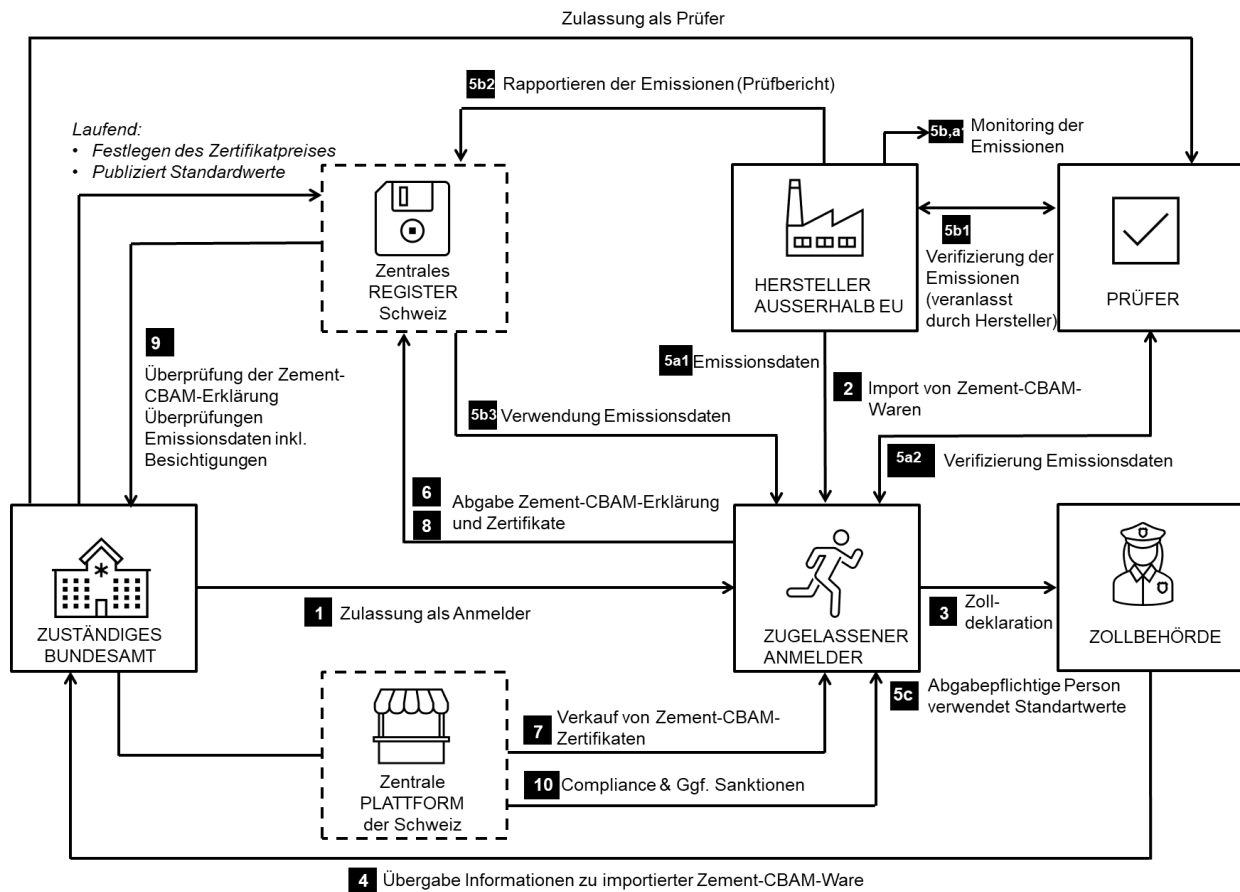 Zulassung als Prüfer
5b2 Rapportieren der Emissionen (Prüfbericht)
5b,a1 Monitoring der
Emissionen
Laufend:
• Festlegen des Zertifikatpreises
• Publiziert Standardwerte
Zentrales
REGISTER
Schweiz
HERSTELLER
AUSSERHALB EU
5b1
Verifizierung der
Emissionen
(veranlasst
durch Hersteller)
PRÜFER
9
Überprüfung der Zement-
CBAM-Erklärung
Überprüfungen
Emissionsdaten inkl.
Besichtigungen
5a1 Emissionsdaten
2 Import von Zement-CBAM-
Waren
5b3 Verwendung Emissionsdaten
5a2 Verifizierung Emissionsdaten
6 Abgabe Zement-CBAM-Erklärung
8 und Zertifikate
ZUSTÄNDIGES
BUNDESAMT
1 Zulassung als Anmelder
ZUGELASSENER
ANMELDER
3 Zoll-
deklaration
ZOLLBEHÖRDE
5c Abgabepflichtige Person
verwendet Standartwerte
Zentrale
PLATTFORM
der Schweiz
7 Verkauf von Zement-CBAM-
Zertifikaten
10 Compliance & Ggf. Sanktionen
4 Übergabe Informationen zu importierter Zement-CBAM-Ware